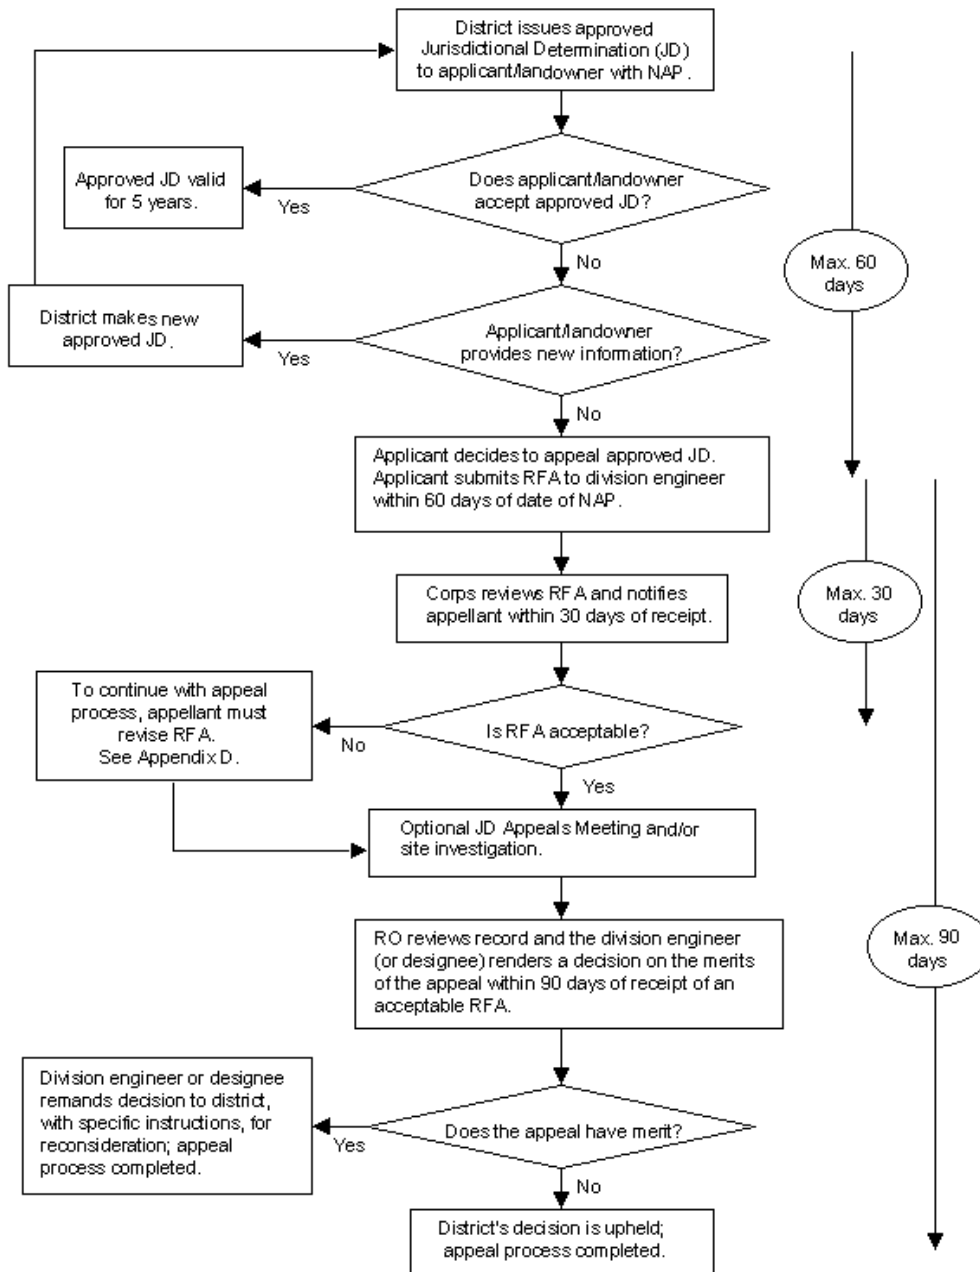 District issues approved
Jurisdictional Determination (JD)
to applicant/landowner with NAP.
Approved JD valid
for 5 years.
Yes
Does applicant/landowner
accept approved JD?
No
Max. 60
days
District makes new
approved JD.
Yes
Applicant/landowner
provides new information?
No
Applicant decides to appeal approved JD.
Applicant submits RFA to division engineer
within 60 days of date of NAP.
Corps reviews RFA and notifies
appellant within 30 days of receipt.
Max. 30
days
To continue with appeal
process, appellant must
revise RFA.
See Appendix D.
No
Is RFA acceptable?
Yes
Optional JD Appeals Meeting and/or
site investigation.
RO reviews record and the division engineer
(or designee) renders a decision on the merits
of the appeal within 90 days of receipt of an
acceptable RFA.
Max. 90
days
Division engineer or designee
remands decision to district,
with specific instructions, for
reconsideration; appeal
process completed.
Yes
Does the appeal have merit?
No
District's decision is upheld;
appeal process completed.